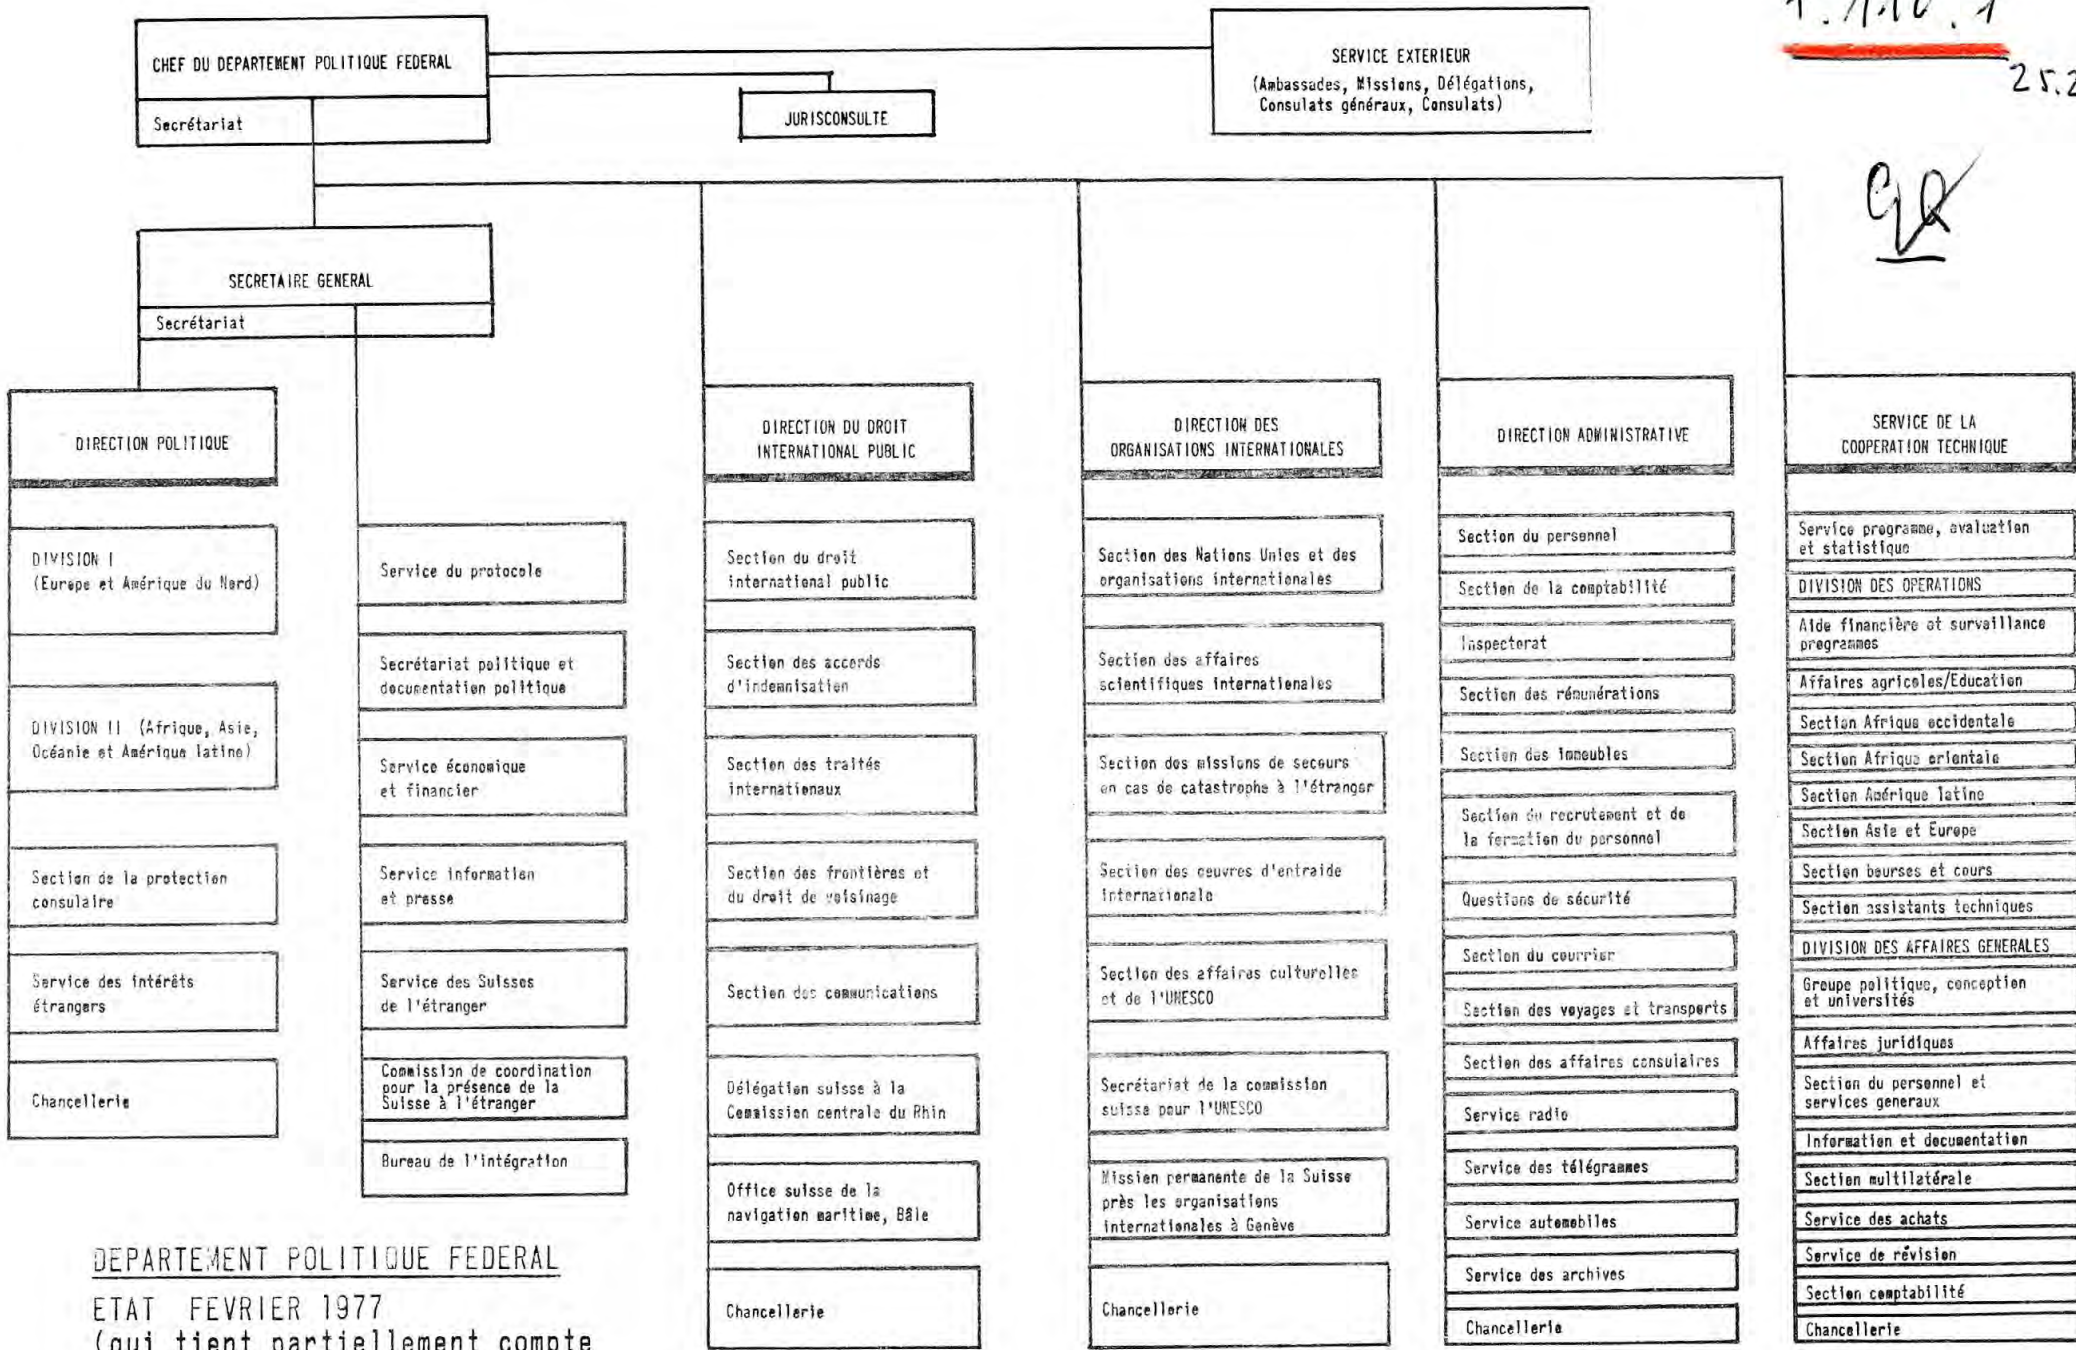 CHEF DU DEPARTEMENT POLITIQUE FEDERAL
Secrétariat
JURISCONSULTE
SERVICE EXTERIEUR
(Ambassades, Missions, Délégations,
Consulats généraux, Consulats)
25.2
SECRETAIRE GENERAL
Secrétariat
DIRECTION POLITIQUE
DIVISION I
(Europe et Amérique du Nord)
DIVISION II (Afrique, Asie,
Océanie et Amérique latine)
Section de la protection
consulaire
Service des intérêts
étrangers
Chancellerie
Service du protocole
Secrétariat politique et
documentation politique
Service économique
et financier
Service information
et presse
Service des Suisses
de l'étranger
Commission de coordination
pour la présence de la
Suisse à l'étranger
Bureau de l'intégration
DIRECTION DU DROIT
INTERNATIONAL PUBLIC
Section du droit
international public
Section des accords
d'indemnisation
Section des traités
internationaux
Section des frontières et
du droit de voisinage
Section des communications
Délégation suisse à la
Commission centrale du Rhin
Office suisse de la
navigation maritime, Bâle
Chancellerie
DIRECTION DES
ORGANISATIONS INTERNATIONALES
Section des Nations Unies et des
organisations internationales
Section des affaires
scientifiques internationales
Section des missions de secours
en cas de catastrophe à l'étranger
Section des oeuvres d'entraide
internationale
Section des affaires culturelles
et de l'UNESCO
Secrétariat de la commission
suisse pour l'UNESCO
Mission permanente de la Suisse
près les organisations
internationales à Genève
Chancellerie
DIRECTION ADMINISTRATIVE
Section du personnel
Section de la comptabilité
Inspectorat
Section des rémunérations
Section des immeubles
Section du recrutement et de
la formation du personnel
Questions de sécurité
Section du courrier
Section des voyages et transports
Section des affaires consulaires
Service radio
Service des télégrammes
Service automobiles
Service des archives
Chancellerie
SERVICE DE LA
COOPERATION TECHNIQUE
Service programme, evaluation
et statistique
DIVISION DES OPERATIONS
Aide financière et surveillance
programmes
Affaires agricoles/Education
Section Afrique occidentale
Section Afrique orientale
Section Amérique latine
Section Asie et Europe
Section bourses et cours
Section assistants techniques
DIVISION DES AFFAIRES GENERALES
Groupe politique, conception
et universités
Affaires juridiques
Section du personnel et
services generaux
Information et documentation
Section multilatérale
Service des achats
Service de révision
Section comptabilité
Chancellerie
DEPARTEMENT POLITIQUE FEDERAL
ETAT FEVRIER 1977
(qui tient partiellement compte